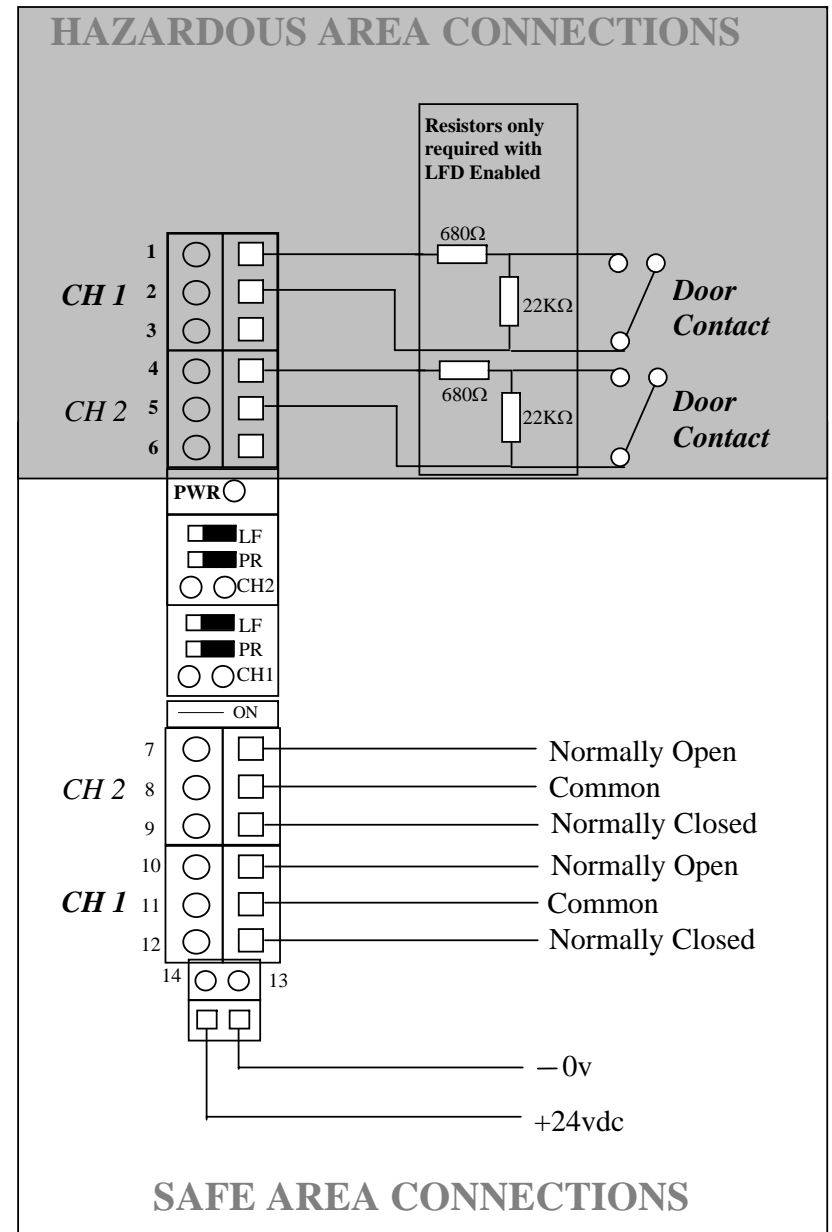 HAZARDOUS AREA CONNECTIONS
Resistors only
required with
LFD Enabled
680Ω
1
CH 1
2
22KΩ
Door
Contact
3
4
680Ω
CH 2
5
22KΩ
Door
Contact
6
PWR
LF
PR
CH2
LF
PR
CH1
ON
7
Normally Open
CH 2
8
Common
9
Normally Closed
10
Normally Open
CH 1
11
Common
12
Normally Closed
14
13
—0v
+24vdc
SAFE AREA CONNECTIONS